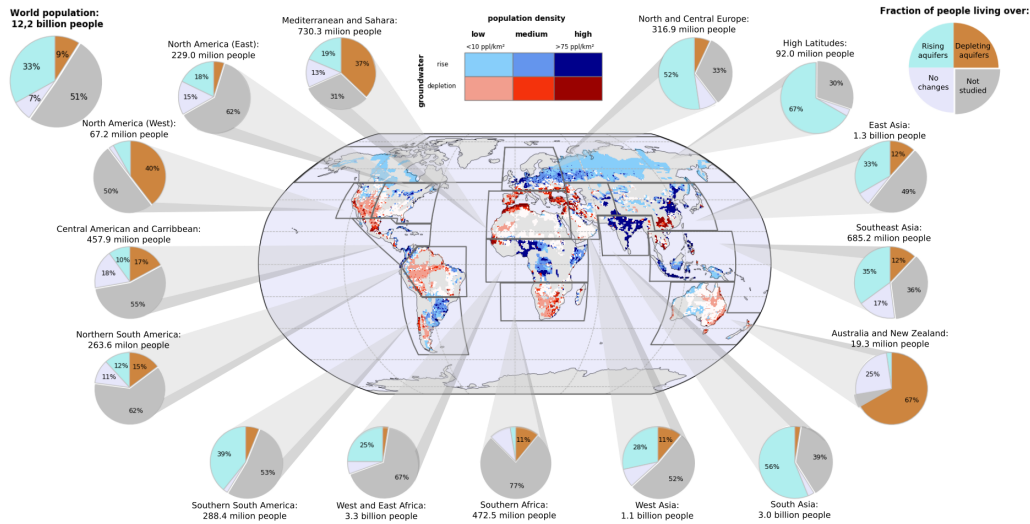 World population:
12,2 billion people
33%
9%
7%
51%
North America (East):
229.0 milion people
18%
15%
62%
Mediterranean and Sahara:
730.3 milion people
19%
37%
13%
31%
population density
low
medium
high
<10 ppl/km²
>75 ppl/km²
groundwater
rise
depletion
North and Central Europe:
316.9 milion people
52%
33%
High Latitudes:
92.0 milion people
30%
67%
Fraction of people living over:
Rising
aquifers
Depleting
aquifers
No
changes
Not
studied
North America (West):
67.2 milion people
40%
50%
East Asia:
1.3 billion people
33%
12%
49%
Central American and Carribean:
457.9 milion people
10%
17%
18%
55%
Southeast Asia:
685.2 milion people
12%
35%
36%
17%
Northern South America:
263.6 milion people
12%
15%
11%
62%
Australia and New Zealand:
19.3 milion people
25%
67%
39%
53%
Southern South America:
288.4 milion people
25%
67%
West and East Africa:
3.3 billion people
11%
77%
Southern Africa:
472.5 milion people
28%
11%
52%
West Asia:
1.1 billion people
39%
56%
South Asia:
3.0 billion people